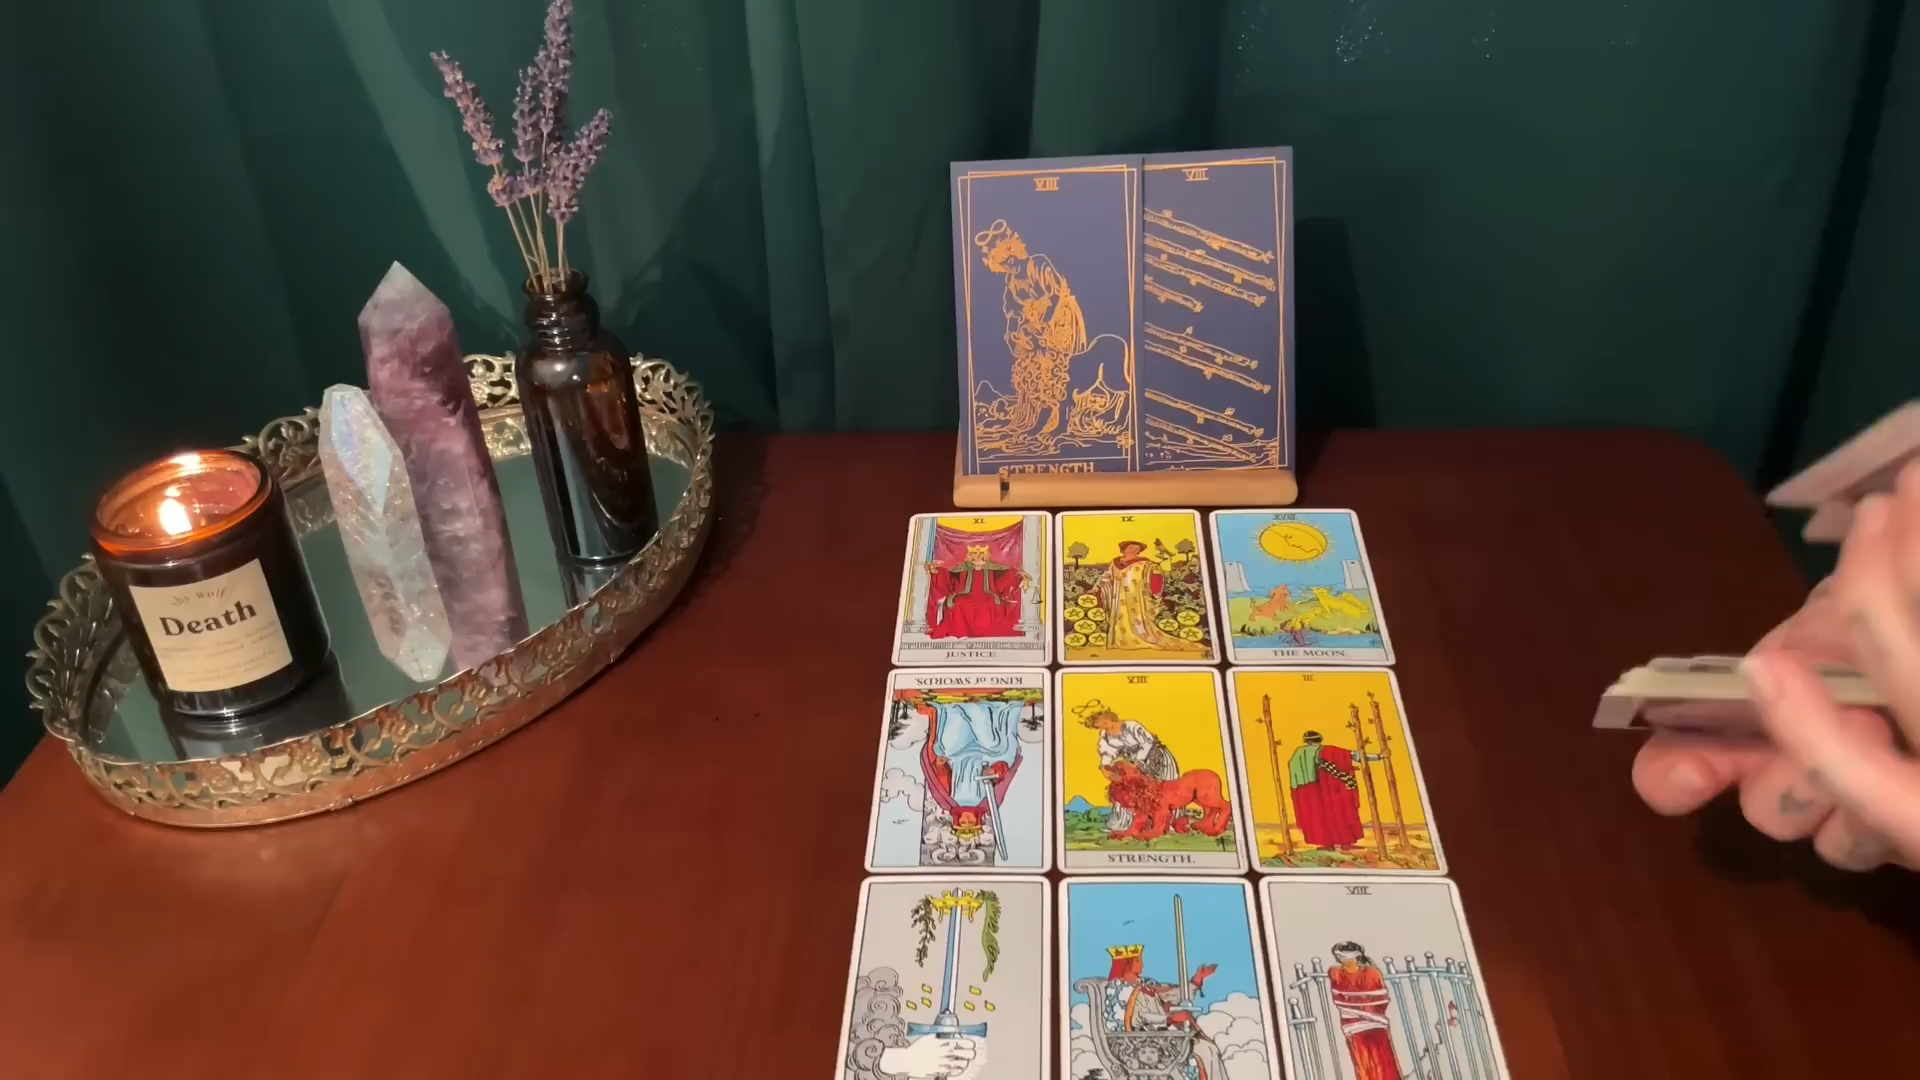 Death
VIII
VIII
STRENGTH
XI
JUSTICE.
IX
XVIII
THE MOON.
KING of SWORDS.
VIII
STRENGTH.
III
VIII